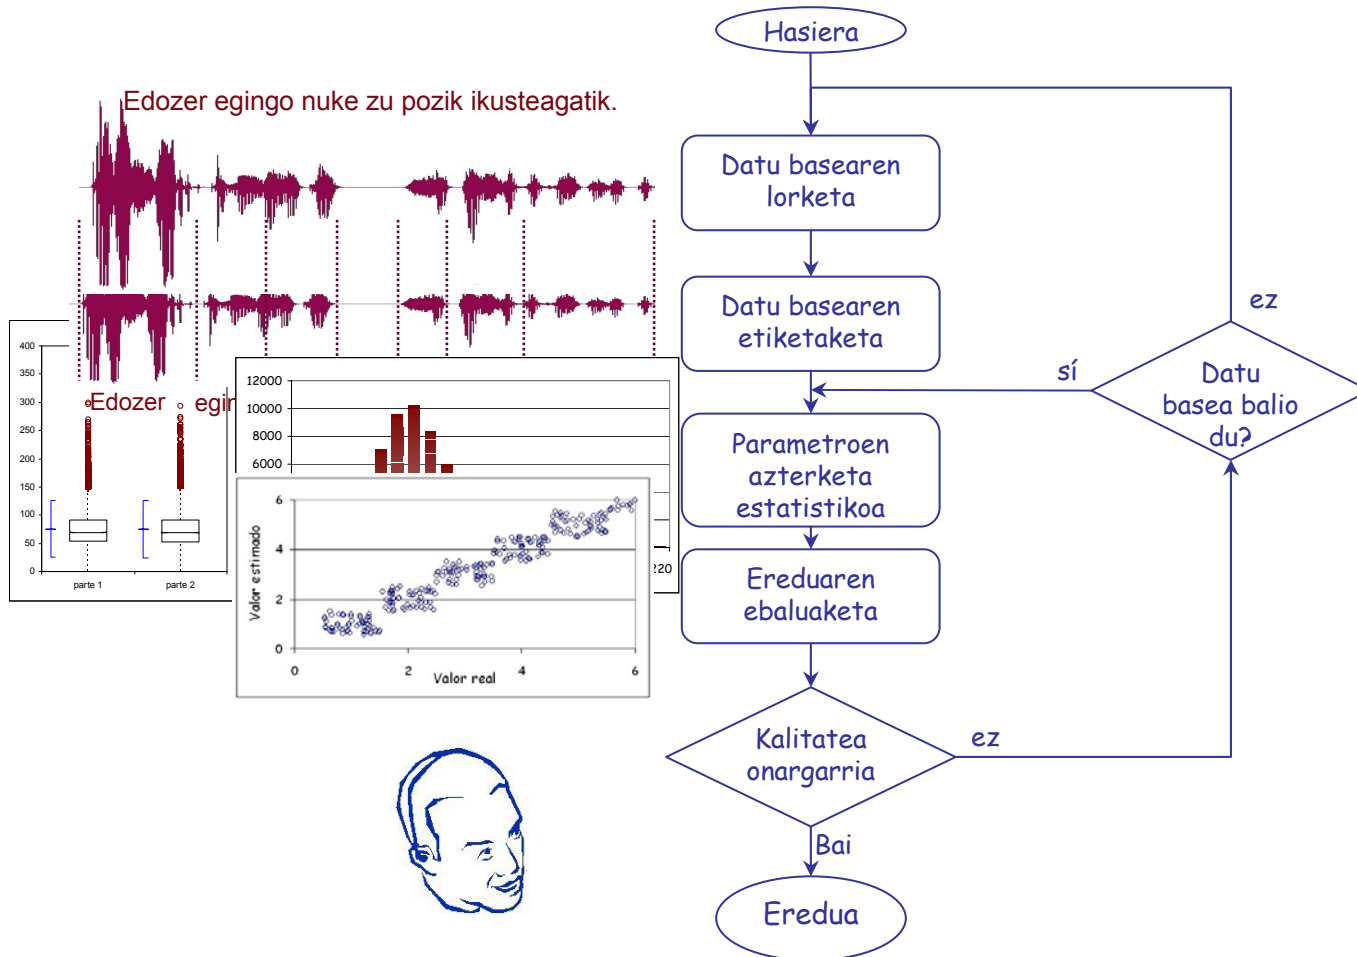 Hasiera
Edozer egingo nuke zu pozik ikusteagatik.
Datu basearen
lorketa
Datu basearen
etiketaketa
ez
sí
Datu
basea balio
du?
Parametroen
azterketa
estatistikoa
Ereduaren
ebaluaketa
Kalitatea
onargarria
ez
Bai
Eredua
Edozer
400
350
300
250
200
150
100
50
0
parte 1
parte 2
12000
10000
8000
6000
220
Valor estimado
6
4
2
0
0
2
4
6
Valor real